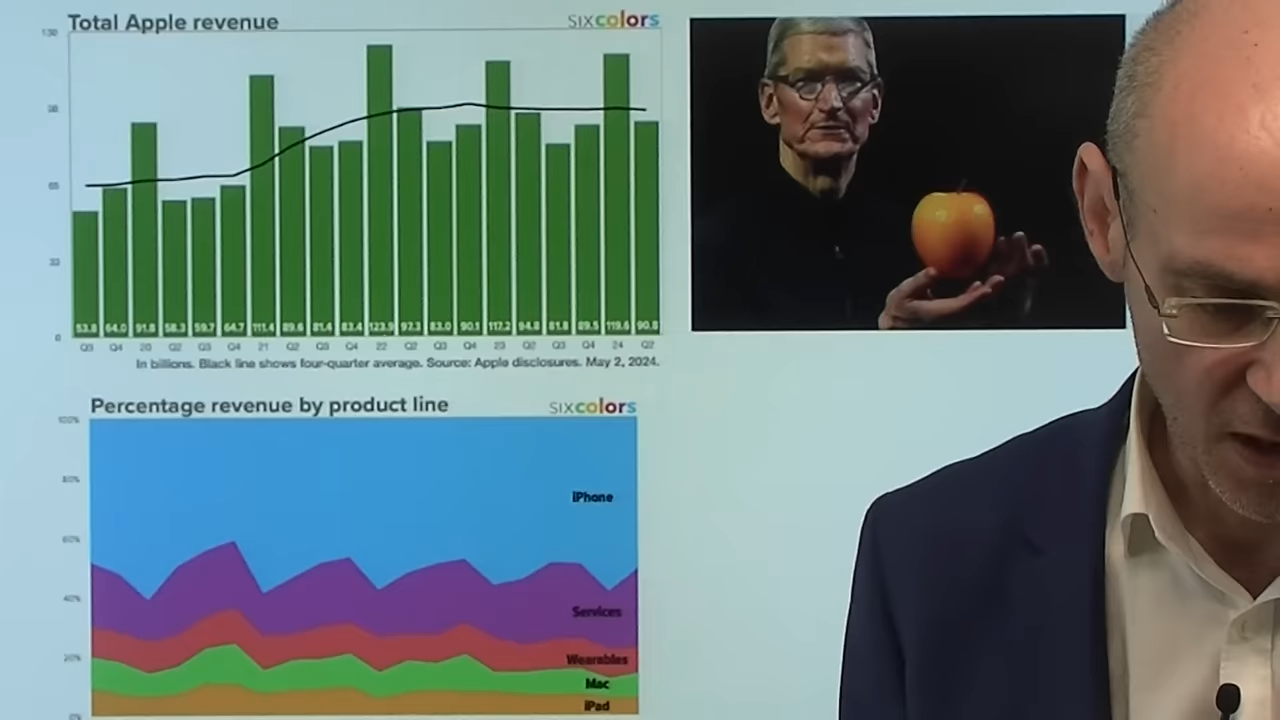 Total Apple revenue
sixcolors
130
98
65
33
0
53.8 64.0 91.8 58.3 59.7 64.7 111.4 89.6 81.4 83.4 123.9 97.3 83.0 90.1 117.2 94.8 81.8 89.5 119.6 90.8
Q3 Q4 20 Q2 Q3 Q4 21 Q2 Q3 Q4 22 Q2 Q3 Q4 23 Q2 Q3 Q4 24 Q2
In billions. Black line shows four-quarter average. Source: Apple disclosures. May 2, 2024.
Percentage revenue by product line
sixcolors
100%
80%
60%
40%
20%
0%
iPhone
Services
Wearables
Mac
iPad